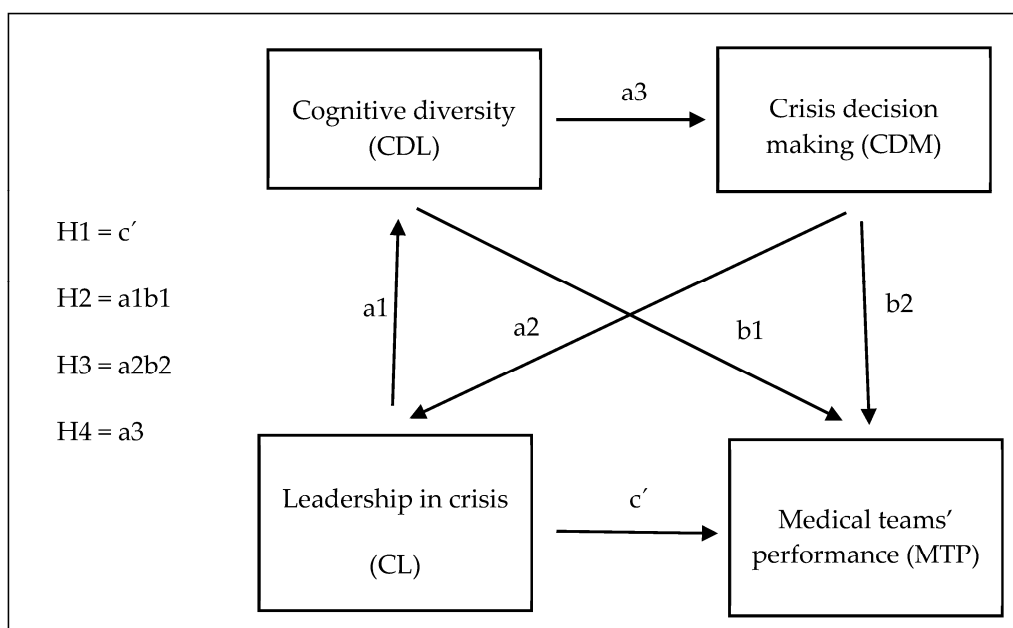 Cognitive diversity
(CDL)
a3
Crisis decision
making (CDM)
H1 = c´
H2 = a1b1
H3 = a2b2
H4 = a3
a1
a2
b1
b2
Leadership in crisis
(CL)
c´
Medical teams’
performance (MTP)